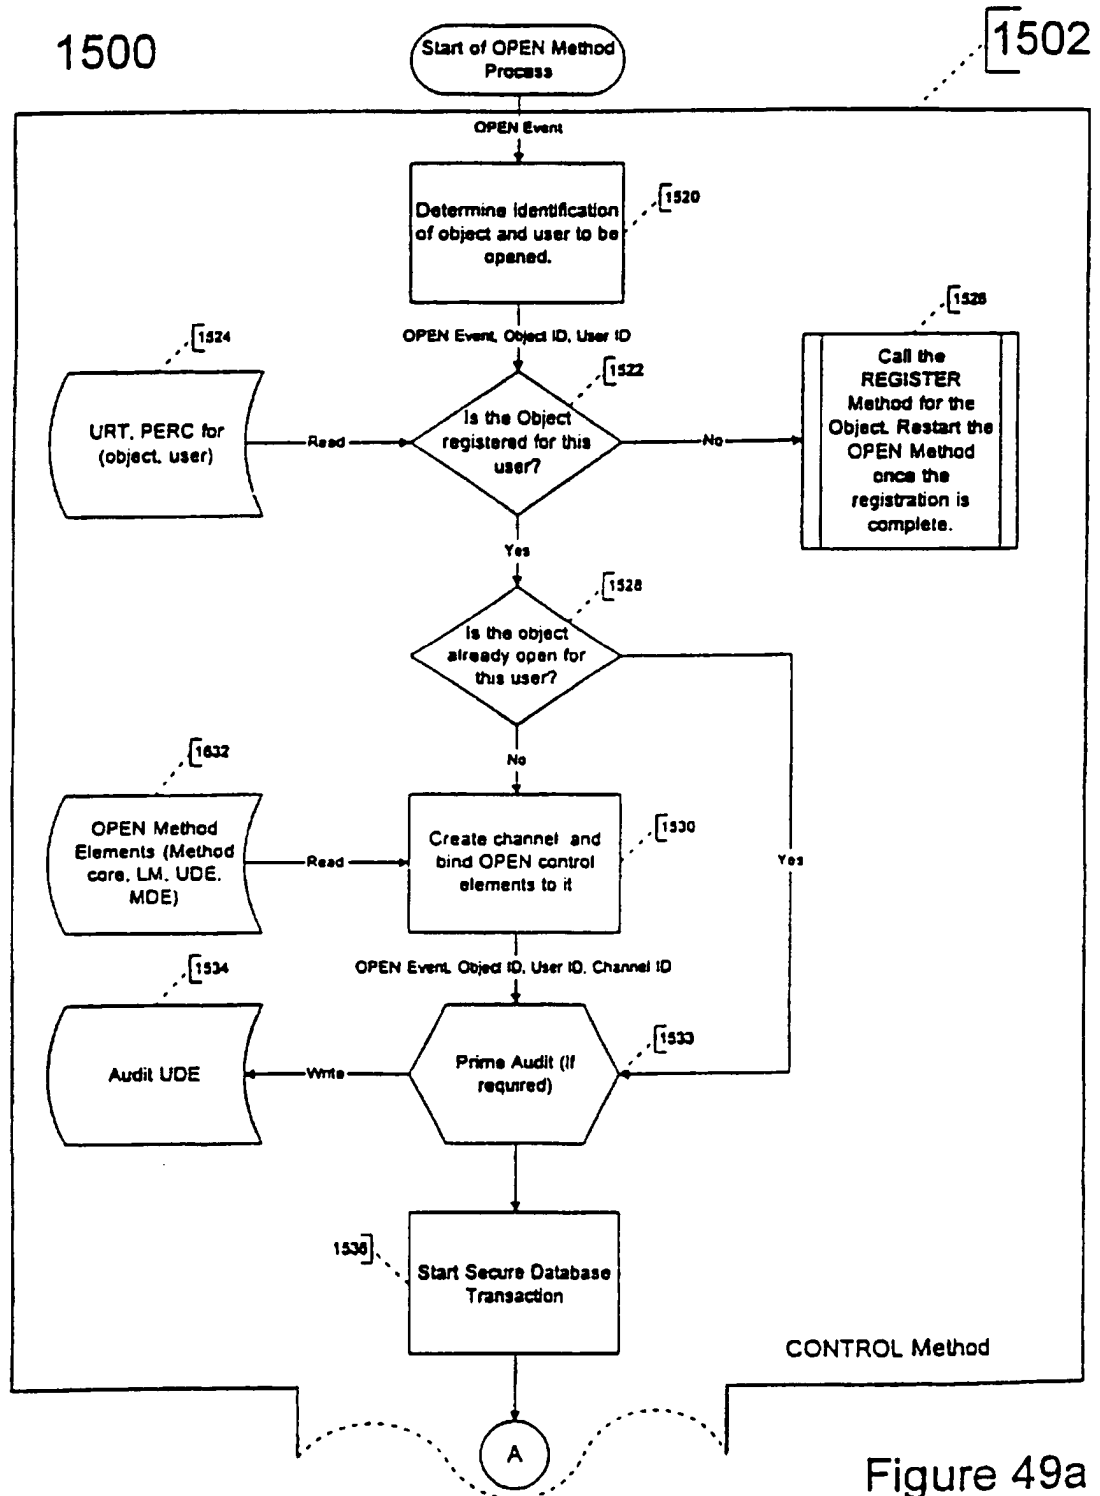 1500
Start of OPEN Method
Process
1502
OPEN Event
Determine identification
of object and user to be
opened.
1520
OPEN Event, Object ID, User ID
1524
URT, PERC for
(object, user)
Read
1522
Is the Object
registered for this
user?
No
1526
Call the
REGISTER
Method for the
Object. Restart the
OPEN Method
once the
registration is
complete.
Yes
1528
Is the object
already open for
this user?
No
Yes
1632
OPEN Method
Elements (Method
core, LM, UDE,
MDE)
Read
Create channel and
bind OPEN control
elements to it
1530
OPEN Event, Object ID, User ID, Channel ID
1534
Audit UDE
Write
Prime Audit (if
required)
1533
1536
Start Secure Database
Transaction
CONTROL Method
A
Figure 49a